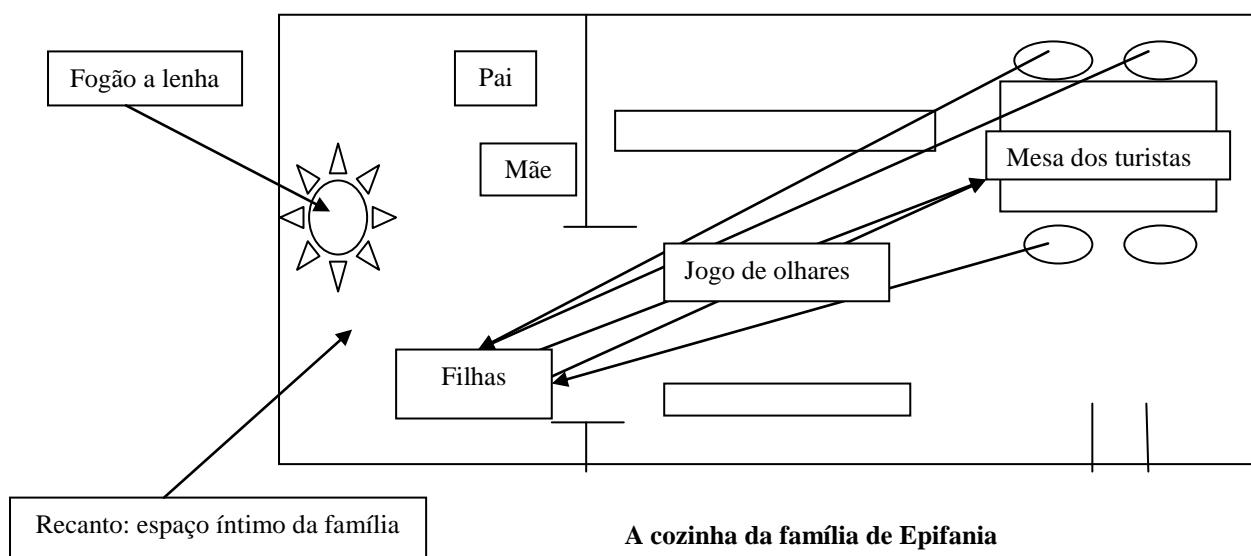 Fogão a lenha
Pai
Mãe
Mesa dos turistas
Jogo de olhares
Filhas
Recanto: espaço íntimo da família
A cozinha da família de Epifania